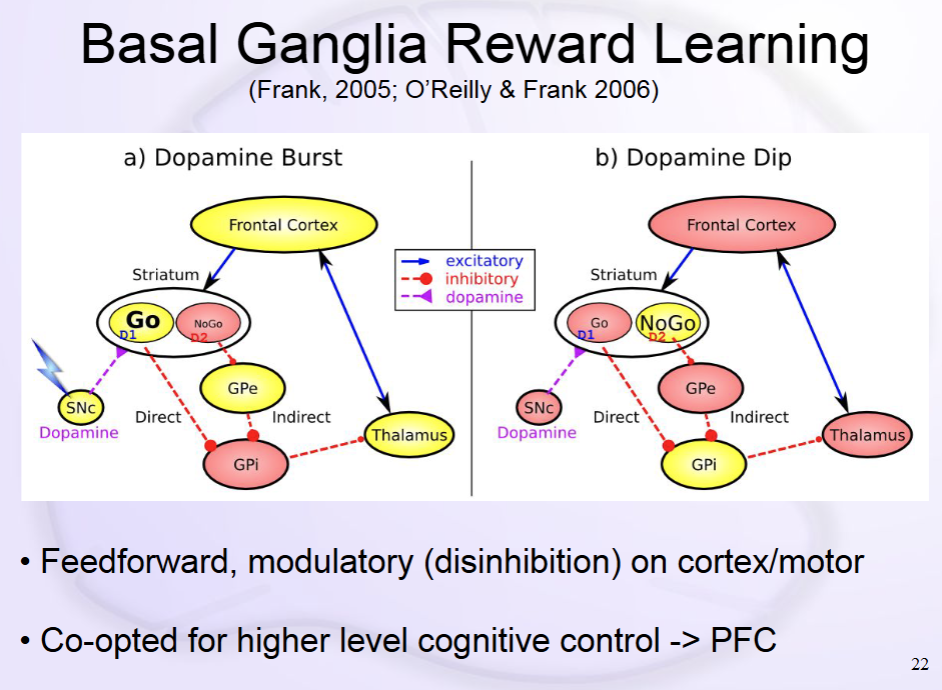 Basal Ganglia Reward Learning
(Frank, 2005; O'Reilly & Frank 2006)
a) Dopamine Burst
Frontal Cortex
Striatum
Go
D1
NoGo
D2
GPe
SNc
Dopamine
Direct
Indirect
Thalamus
GPi
excitatory
inhibitory
dopamine
b) Dopamine Dip
Frontal Cortex
Striatum
Go
D1
NoGo
D2
GPe
SNc
Dopamine
Direct
Indirect
Thalamus
GPi
• Feedforward, modulatory (disinhibition) on cortex/motor
• Co-opted for higher level cognitive control -> PFC
22